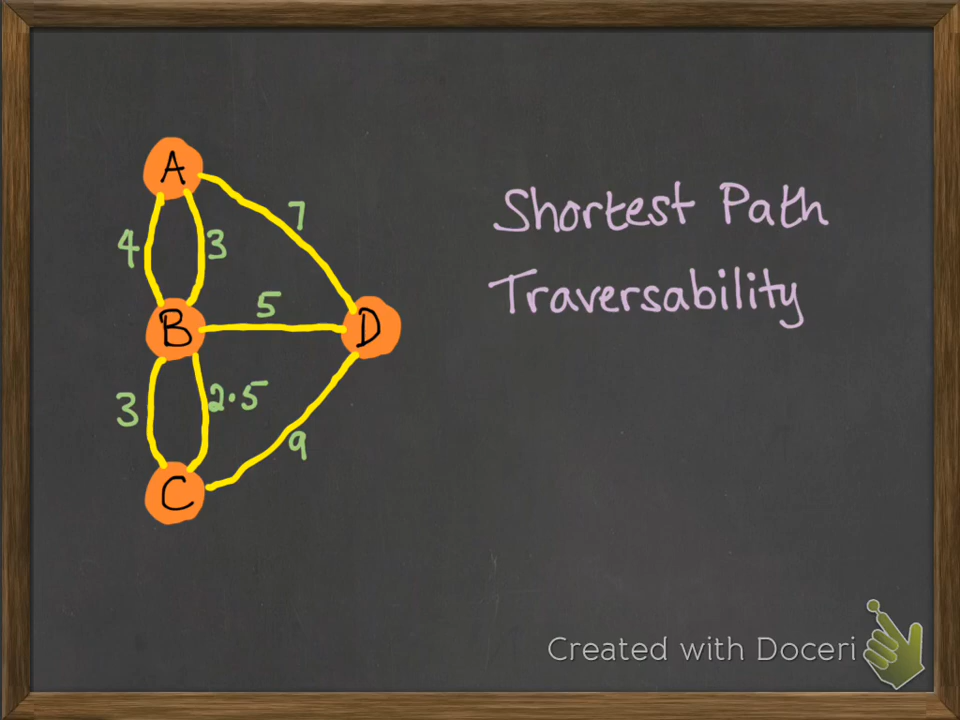 A
7
4
3
5
B
D
3
2·5
9
C
Shortest Path
Traversability
Created with Doceri